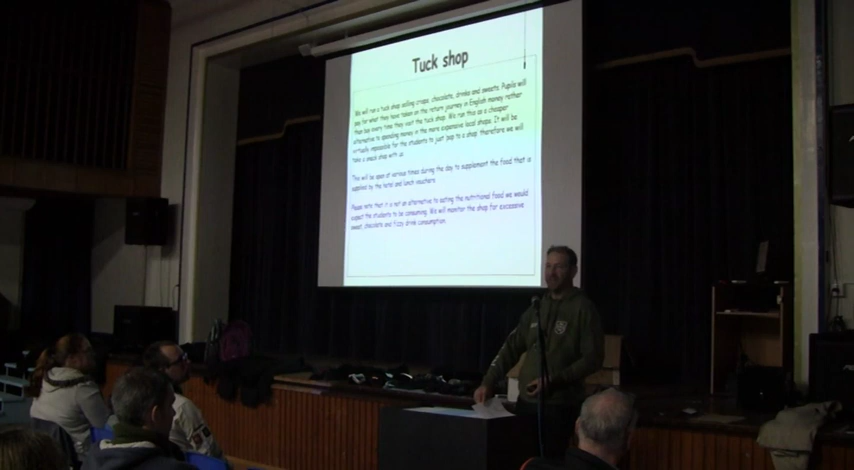 Tuck shop
We will run a tuck shop selling crisps, chocolate, drinks and sweets. Pupils will
pay for what they have taken on the return journey in English money rather
than buy every time they visit the tuck shop. We run this as a cheaper
alternative to spending money in the more expensive local shops. It will be
virtually impossible for the students to just pop to a shop therefore we will
take a snack shop with us.
They will be open at various times during the day to supplement the food that is
supplied by the hotel and lunch vouchers.
Please note that it is not an alternative to eating the nutritional food we would
expect the students to be consuming. We will monitor the shop for excessive
sweet, chocolate and fizzy drink consumption.